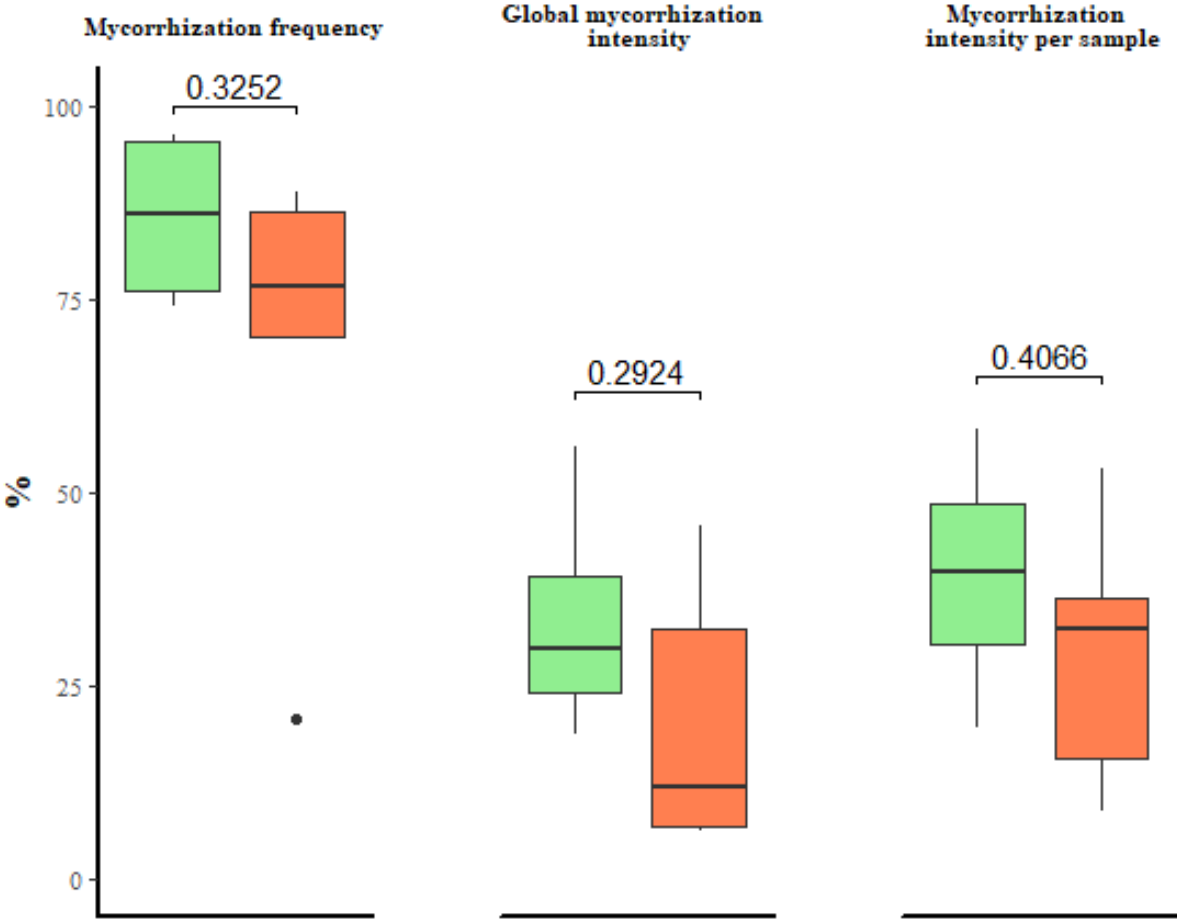 Mycorrhization frequency
Global mycorrhization
intensity
Mycorrhization
intensity per sample
0.3252
0.2924
0.4066
%
100
75
50
25
0